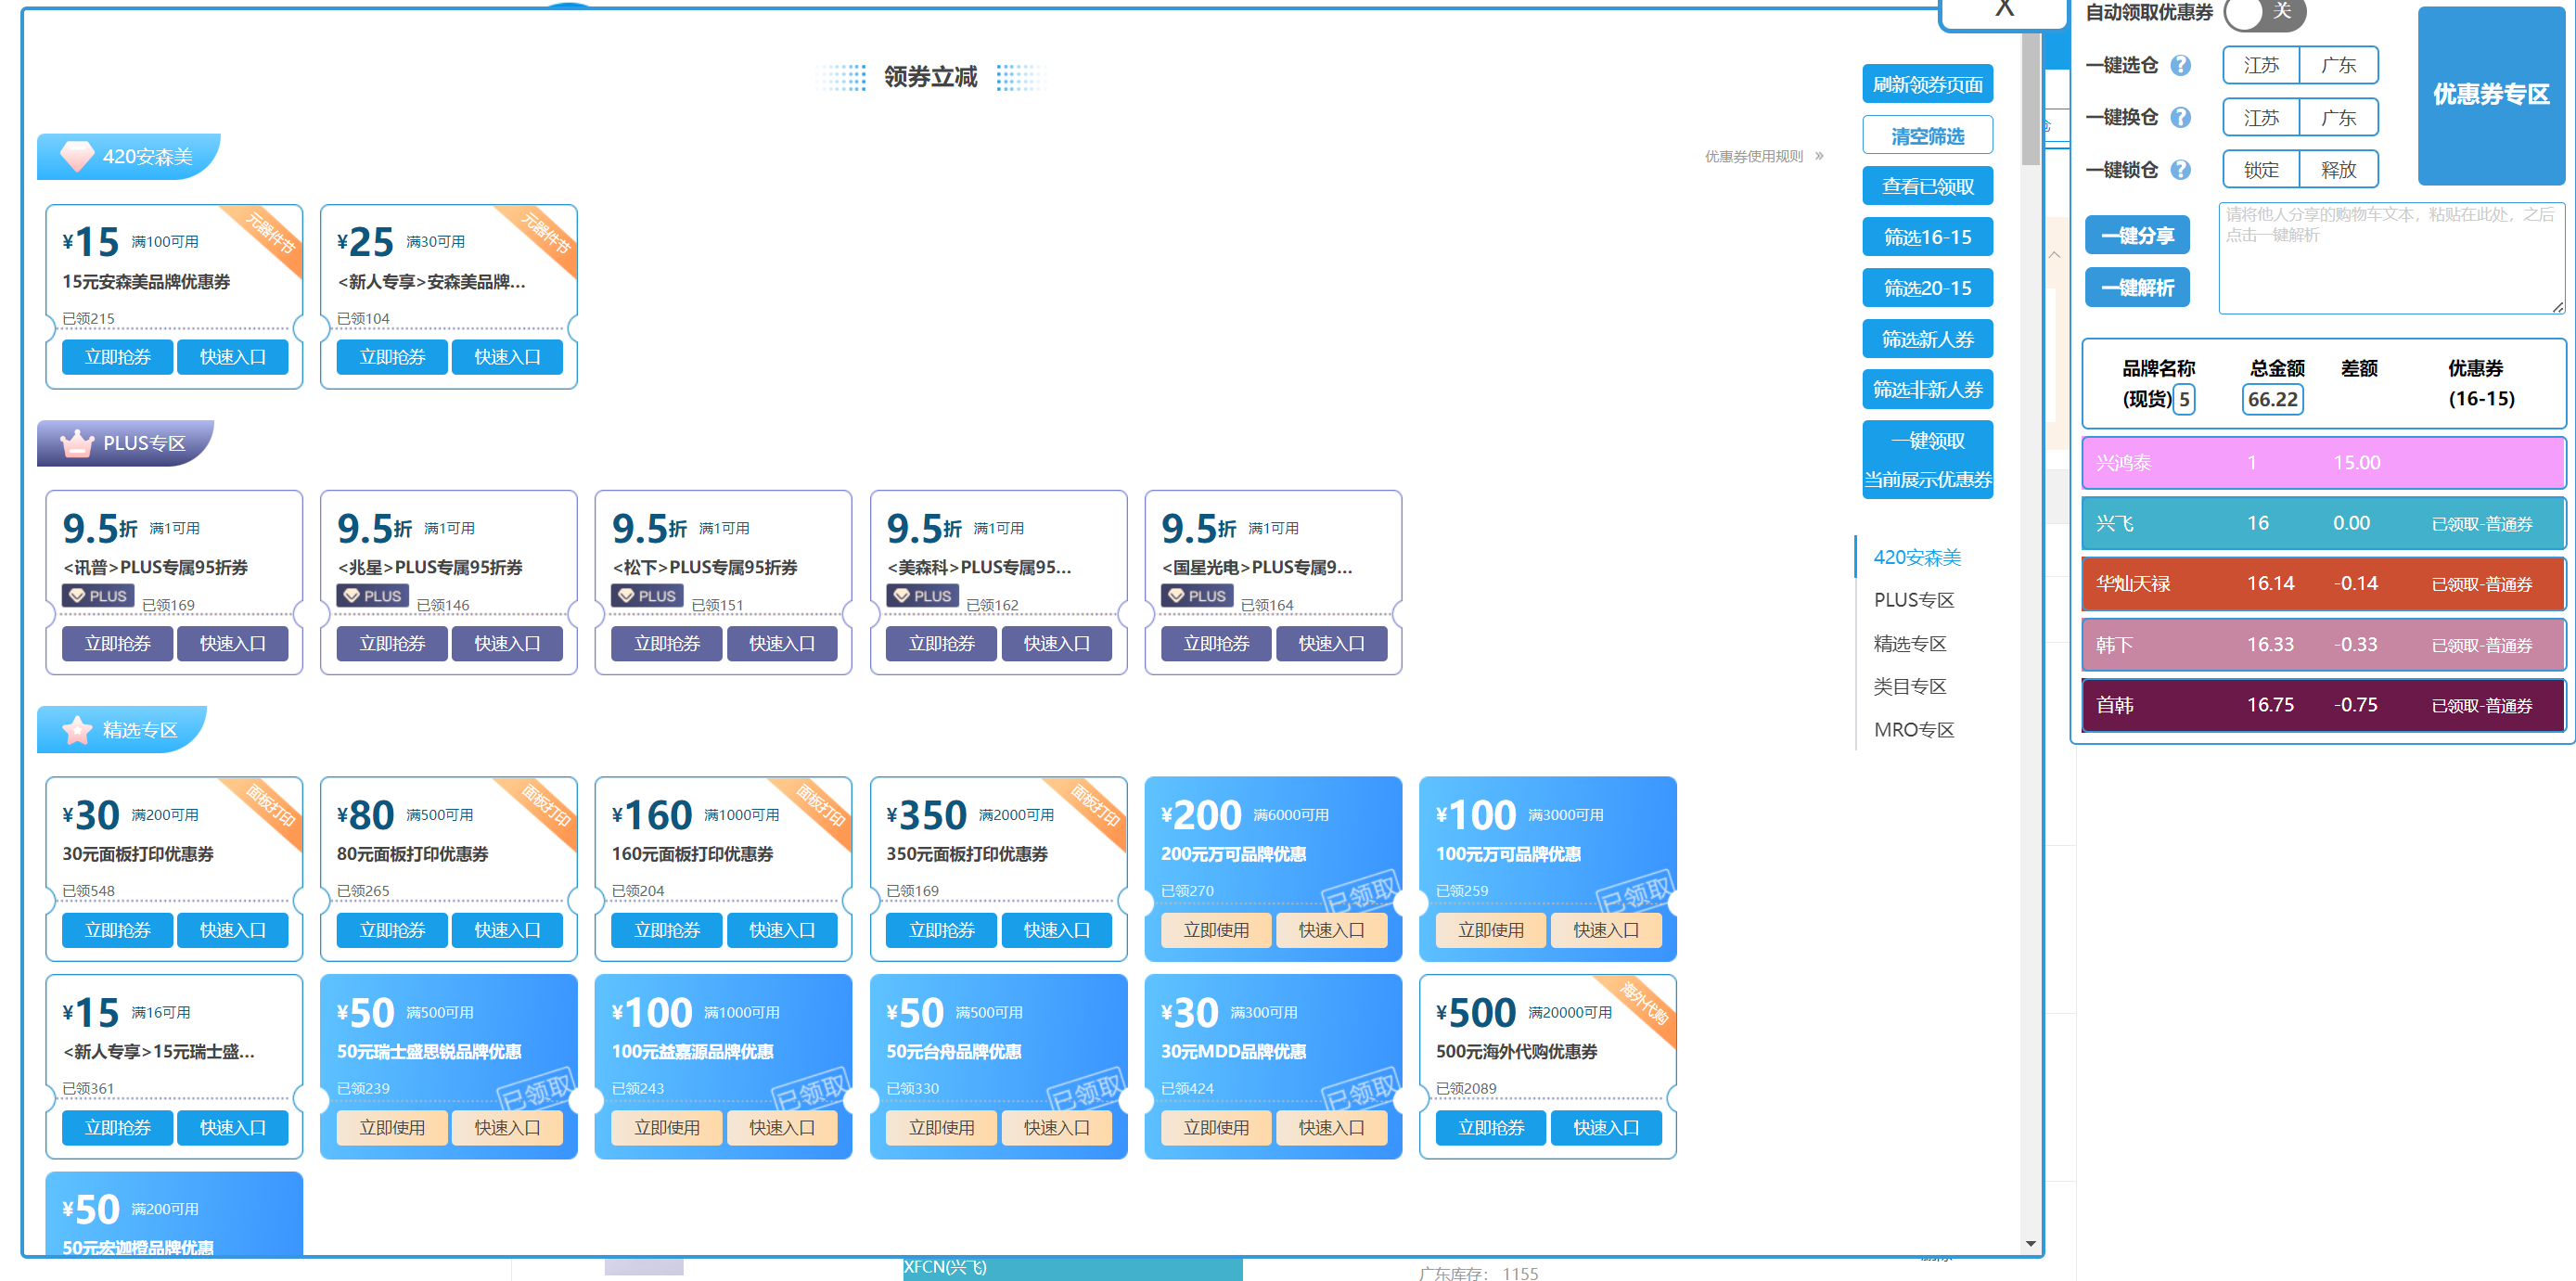 X
领券立减
420安森美
优惠券使用规则 »
元器件节
¥15 满100可用
15元安森美品牌优惠券
已领215
立即抢券 快速入口
元器件节
¥25 满30可用
<新人专享>安森美品牌...
已领104
立即抢券 快速入口
PLUS专区
9.5折 满1可用
<讯普>PLUS专属95折券
PLUS 已领169
立即抢券 快速入口
9.5折 满1可用
<兆星>PLUS专属95折券
PLUS 已领146
立即抢券 快速入口
9.5折 满1可用
<松下>PLUS专属95折券
PLUS 已领151
立即抢券 快速入口
9.5折 满1可用
<美森科>PLUS专属95...
PLUS 已领162
立即抢券 快速入口
9.5折 满1可用
<国星光电>PLUS专属9...
PLUS 已领164
立即抢券 快速入口
精选专区
面板打印
¥30 满200可用
30元面板打印优惠券
已领548
立即抢券 快速入口
面板打印
¥80 满500可用
80元面板打印优惠券
已领265
立即抢券 快速入口
面板打印
¥160 满1000可用
160元面板打印优惠券
已领204
立即抢券 快速入口
面板打印
¥350 满2000可用
350元面板打印优惠券
已领169
立即抢券 快速入口
¥200 满6000可用
200元万可品牌优惠
已领270
已领取
立即使用 快速入口
¥100 满3000可用
100元万可品牌优惠
已领259
已领取
立即使用 快速入口
¥15 满16可用
<新人专享>15元瑞士盛...
已领361
立即抢券 快速入口
¥50 满500可用
50元瑞士盛思锐品牌优惠
已领239
已领取
立即使用 快速入口
¥100 满1000可用
100元益嘉源品牌优惠
已领243
已领取
立即使用 快速入口
¥50 满500可用
50元台舟品牌优惠
已领330
已领取
立即使用 快速入口
¥30 满300可用
30元MDD品牌优惠
已领424
已领取
立即使用 快速入口
海外代购
¥500 满20000可用
500元海外代购优惠券
已领2089
立即抢券 快速入口
¥50 满200可用
50元宏迦橙品牌优惠
刷新领券页面
清空筛选
查看已领取
筛选16-15
筛选20-15
筛选新人券
筛选非新人券
一键领取
当前展示优惠券
420安森美
PLUS专区
精选专区
类目专区
MRO专区
自动领取优惠券 关
一键选仓 ? 江苏 广东
一键换仓 ? 江苏 广东
一键锁仓 ? 锁定 释放
优惠券专区
一键分享
一键解析
请将他人分享的购物车文本，粘贴在此处，之后
点击一键解析
品牌名称 总金额 差额 优惠券
(现货) 5 66.22 (16-15)
兴鸿泰 1 15.00
兴飞 16 0.00 已领取-普通券
华灿天禄 16.14 -0.14 已领取-普通券
韩下 16.33 -0.33 已领取-普通券
首韩 16.75 -0.75 已领取-普通券
XFCN(兴飞)
广东库存： 1155